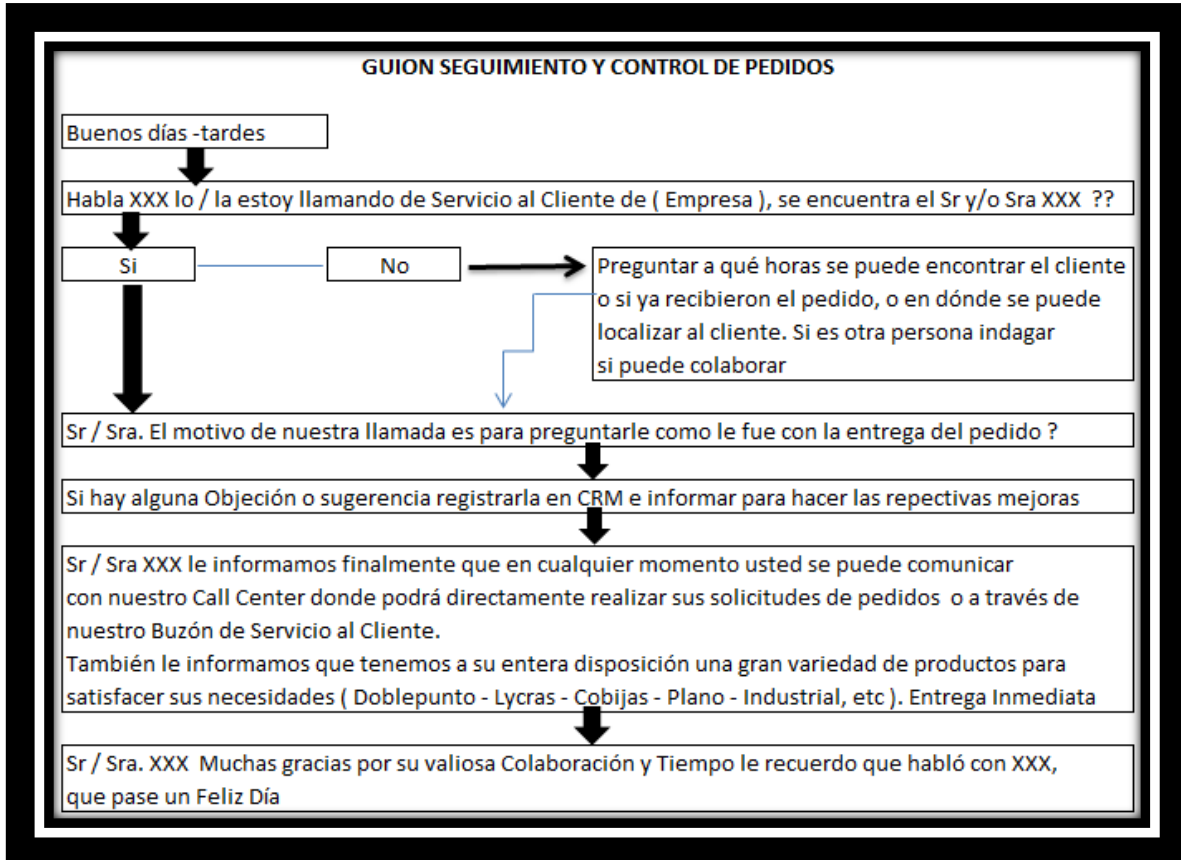 GUION SEGUIMIENTO Y CONTROL DE PEDIDOS
Buenos días -tardes
Habla XXX lo / la estoy llamando de Servicio al Cliente de ( Empresa ), se encuentra el Sr y/o Sra XXX ??
Si
No
Preguntar a qué horas se puede encontrar el cliente
o si ya recibieron el pedido, o en dónde se puede
localizar al cliente. Si es otra persona indagar
si puede colaborar
Sr / Sra. El motivo de nuestra llamada es para preguntarle como le fue con la entrega del pedido ?
Si hay alguna Objeción o sugerencia registrarla en CRM e informar para hacer las repectivas mejoras
Sr / Sra XXX le informamos finalmente que en cualquier momento usted se puede comunicar
con nuestro Call Center donde podrá directamente realizar sus solicitudes de pedidos o a través de
nuestro Buzón de Servicio al Cliente.
También le informamos que tenemos a su entera disposición una gran variedad de productos para
satisfacer sus necesidades ( Doblepunto - Lycras - Cobijas - Plano - Industrial, etc ). Entrega Inmediata
Sr / Sra. XXX Muchas gracias por su valiosa Colaboración y Tiempo le recuerdo que habló con XXX,
que pase un Feliz Día